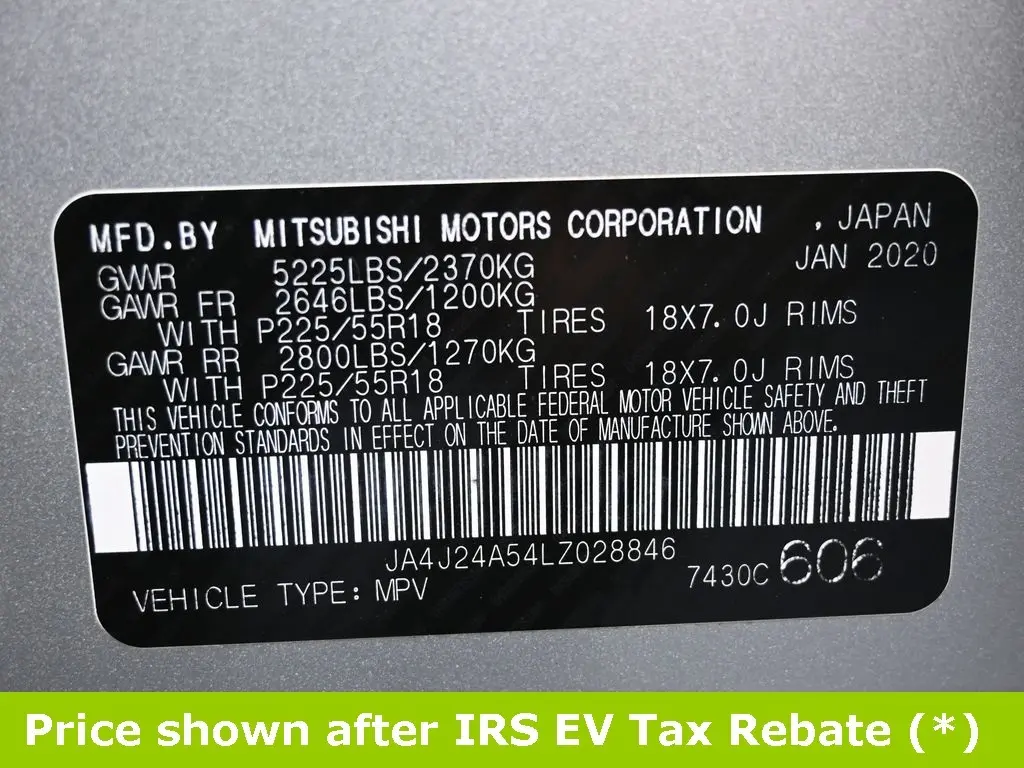 MFD.BY MITSUBISHI MOTORS CORPORATION , JAPAN
JAN 2020
GVWR 5225LBS/2370KG
GAWR FR 2646LBS/1200KG
WITH P225/55R18 TIRES 18X7.0J RIMS
GAWR RR 2800LBS/1270KG
WITH P225/55R18 TIRES 18X7.0J RIMS
THIS VEHICLE CONFORMS TO ALL APPLICABLE FEDERAL MOTOR VEHICLE SAFETY AND THEFT
PREVENTION STANDARDS IN EFFECT ON THE DATE OF MANUFACTURE SHOWN ABOVE.
JA4J24A54LZ028846
7430C 606
VEHICLE TYPE: MPV
Price shown after IRS EV Tax Rebate (*)